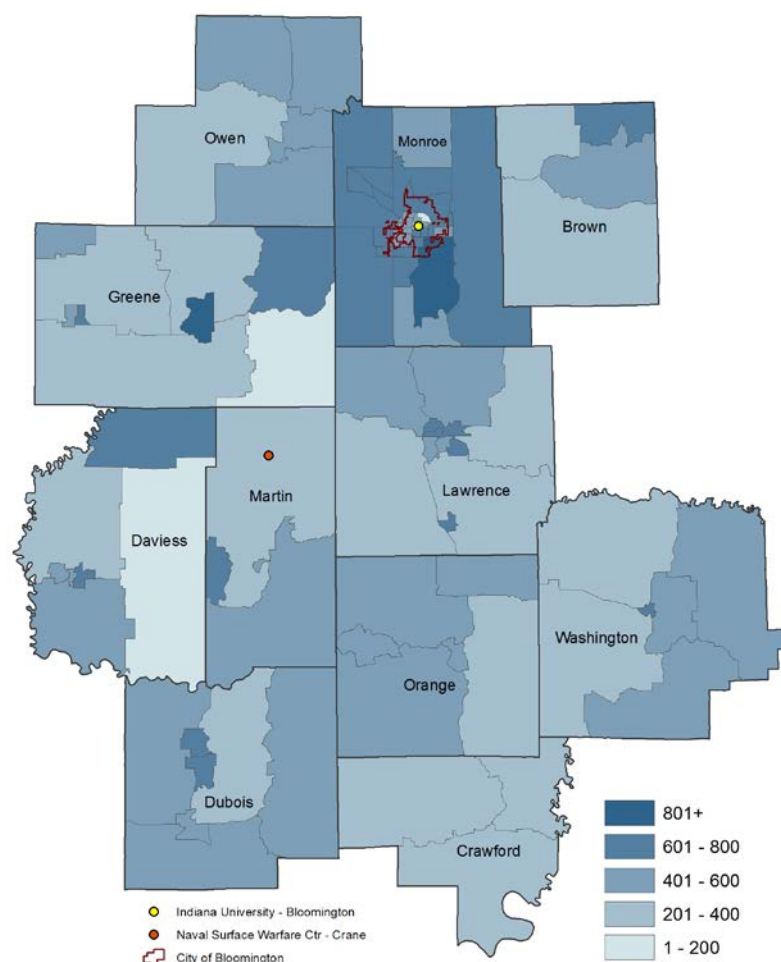 Owen
Monroe
Brown
Greene
Martin
Lawrence
Daviess
Washington
Orange
Dubois
Crawford
801+
601 - 800
401 - 600
201 - 400
1 - 200
Indiana University - Bloomington
Naval Surface Warfare Ctr - Crane
City of Bloomington